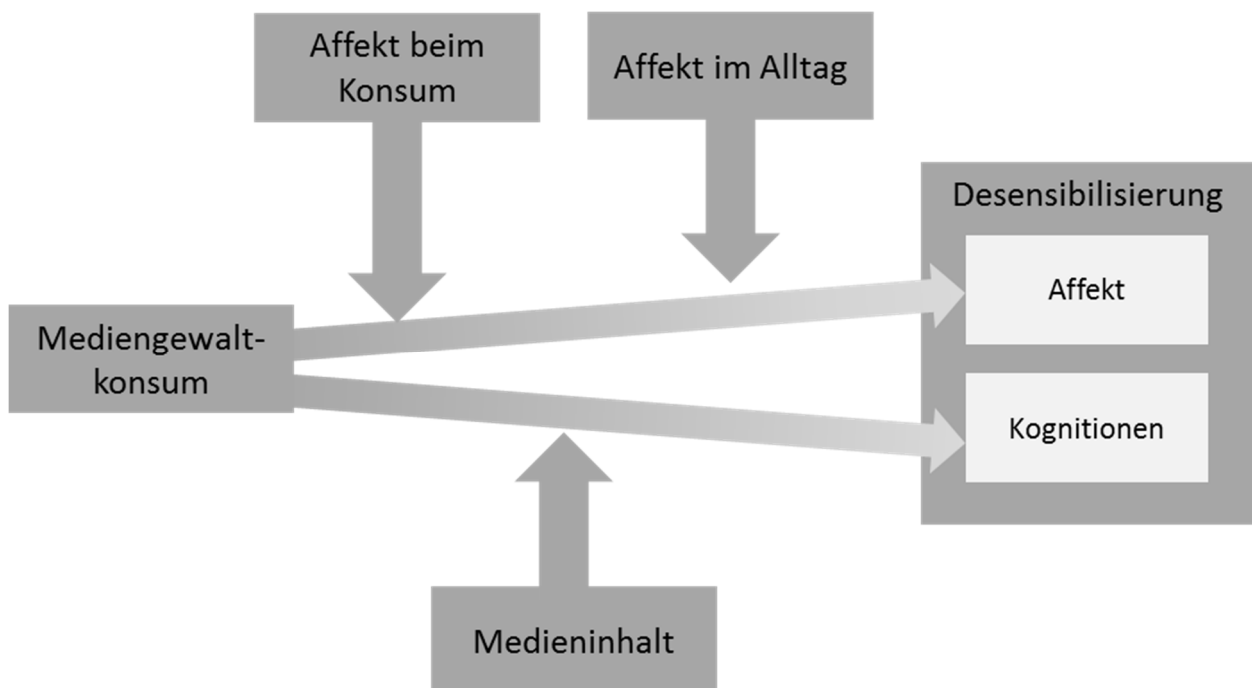 Affekt beim
Konsum
Affekt im Alltag
Desensibilisierung
Affekt
Mediengewalt-
konsum
Kognitionen
Medieninhalt